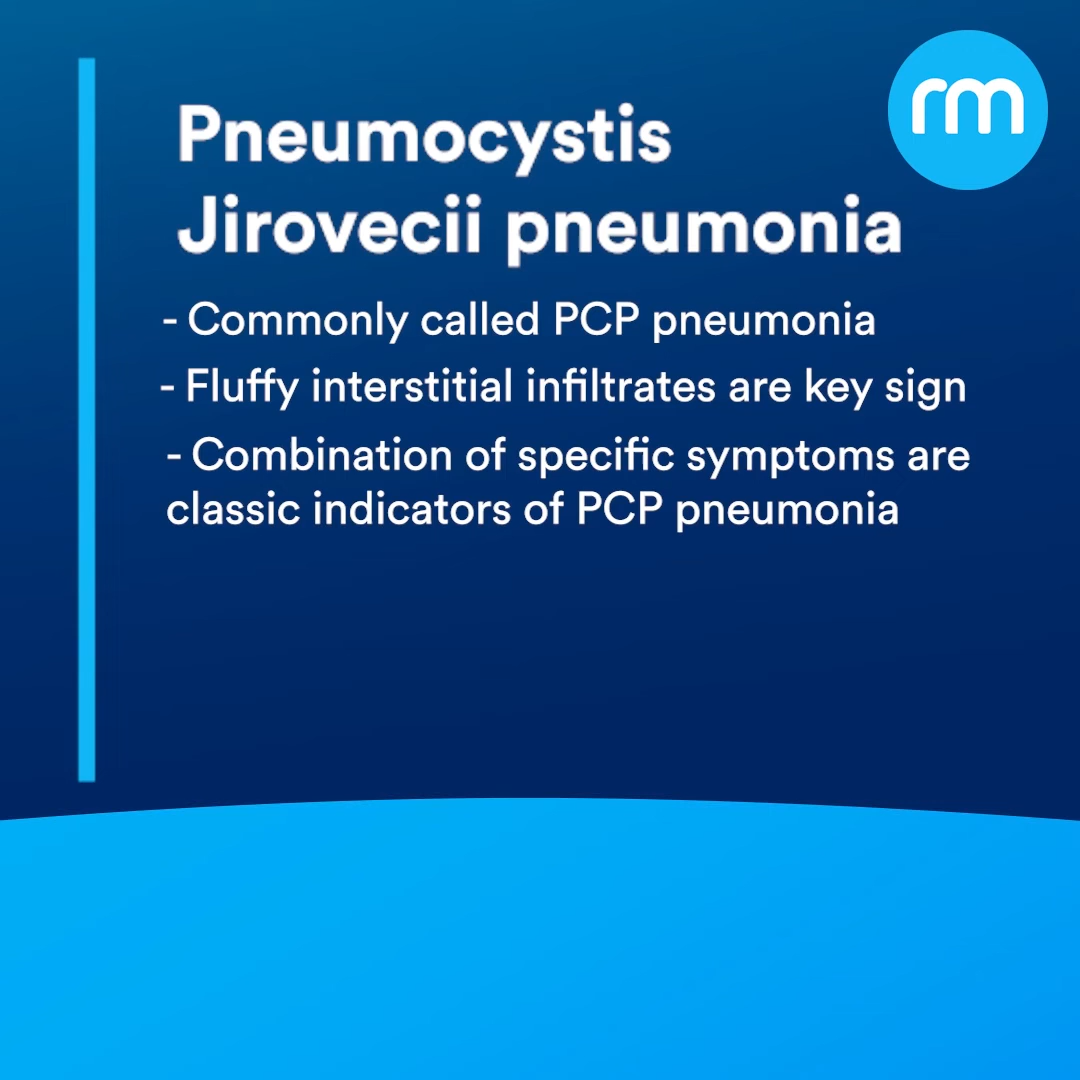 rm
Pneumocystis
Jirovecii pneumonia
- Commonly called PCP pneumonia
- Fluffy interstitial infiltrates are key sign
- Combination of specific symptoms are
classic indicators of PCP pneumonia